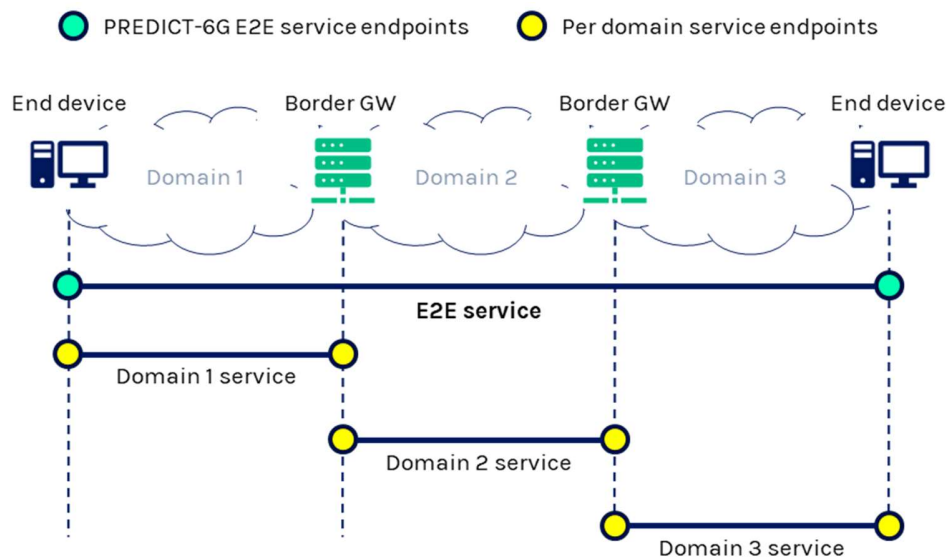 PREDICT-6G E2E service endpoints
Per domain service endpoints
End device
Border GW
Border GW
End device
Domain 1
Domain 2
Domain 3
E2E service
Domain 1 service
Domain 2 service
Domain 3 service